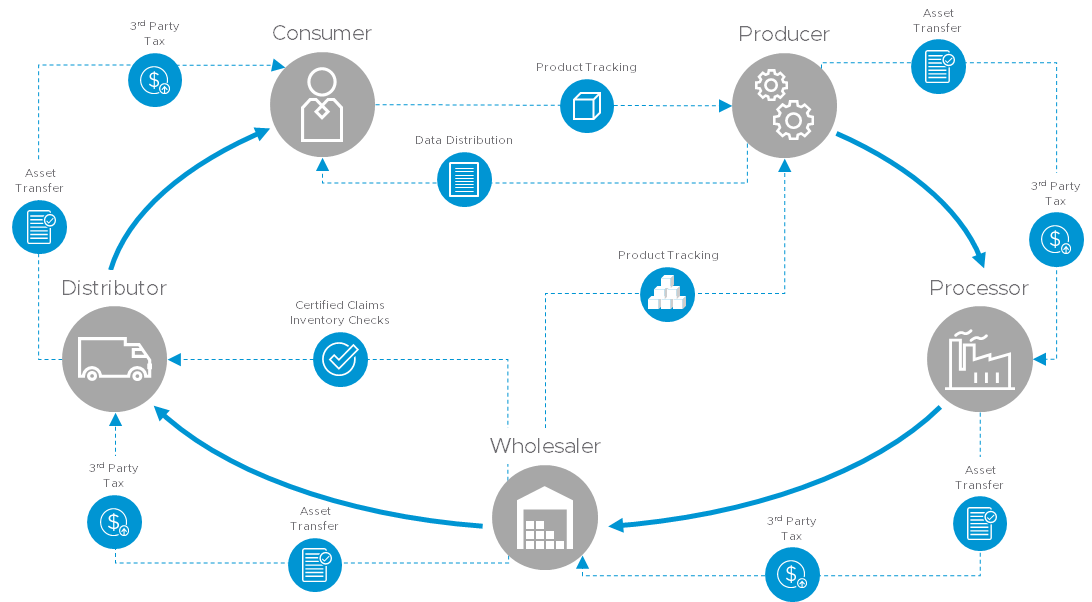 3rd Party
Tax
Consumer
Producer
Asset
Transfer
Product Tracking
Data Distribution
Asset
Transfer
3rd Party
Tax
Product Tracking
Distributor
Processor
Certified Claims
Inventory Checks
Wholesaler
3rd Party
Tax
Asset
Transfer
Asset
Transfer
3rd Party
Tax